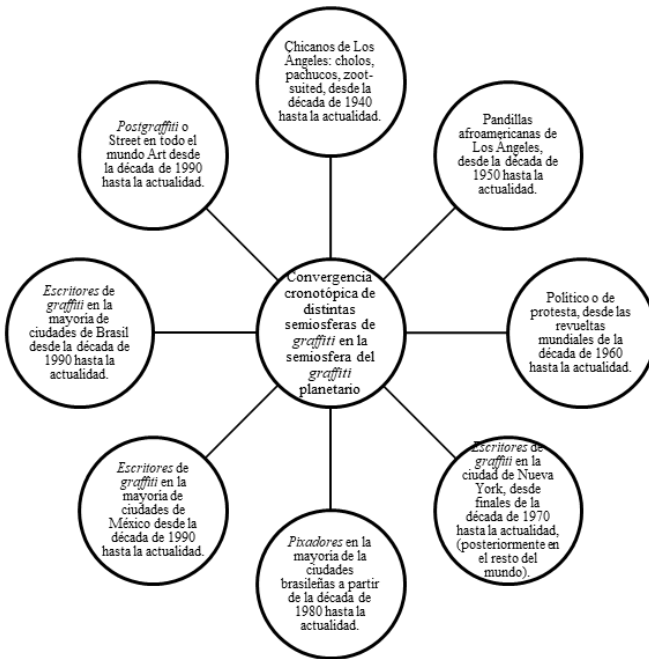 Chicanos de Los
Angeles: cholos,
pachucos, zoot-
suited, desde la
década de 1940
hasta la actualidad.
Pandillas
afroamericanas de
Los Angeles,
desde la década de
1950 hasta la
actualidad.
Político o de
protesta, desde las
revueltas
mundiales de la
década de 1960
hasta la actualidad.
Escritores de
graffiti en la
ciudad de Nueva
York, desde
finales de la
década de 1970
hasta la actualidad,
(posteriormente en
el resto del
mundo).
Pixadores en la
mayoría de la
ciudades
brasileñas a partir
de la década de
1980 hasta la
actualidad.
Escritores de
graffiti en la
mayoría de
ciudades de
México desde la
década de 1990
hasta la actualidad.
Escritores de
graffiti en la
mayoría de
ciudades de Brasil
desde la década de
1990 hasta la
actualidad.
Postgraffiti o
Street en todo el
mundo Art desde
la década de 1990
hasta la actualidad.
Convergencia
cronotópica de
distintas
semiosferas de
graffiti en la
semiosfera del
graffiti
planetario